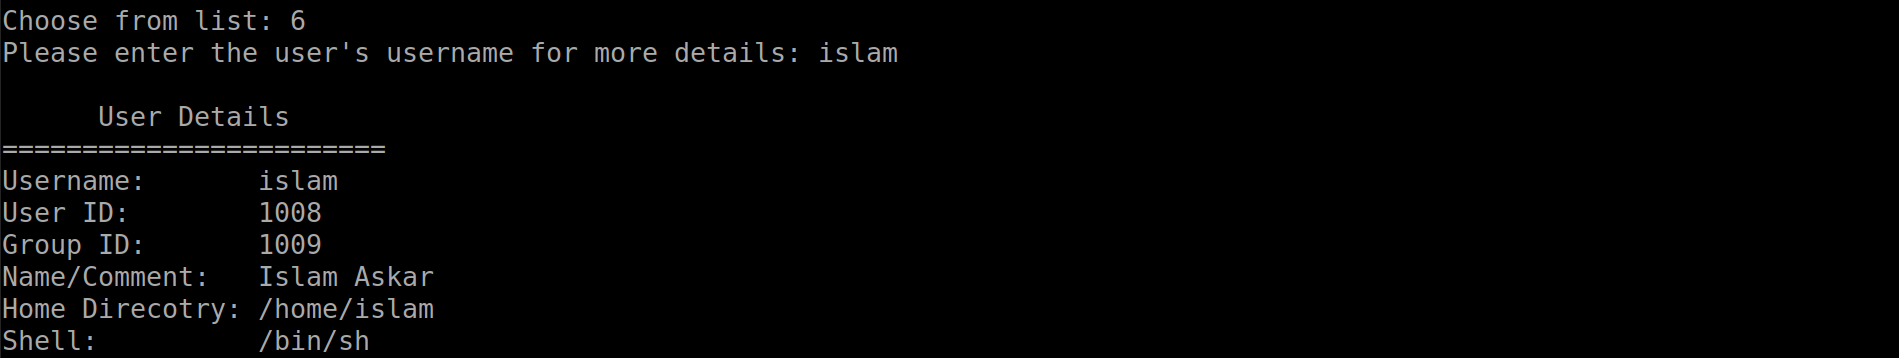 Choose from list: 6
Please enter the user's username for more details: islam
User Details
========================
Username: islam
User ID: 1008
Group ID: 1009
Name/Comment: Islam Askar
Home Direcotry: /home/islam
Shell: /bin/sh